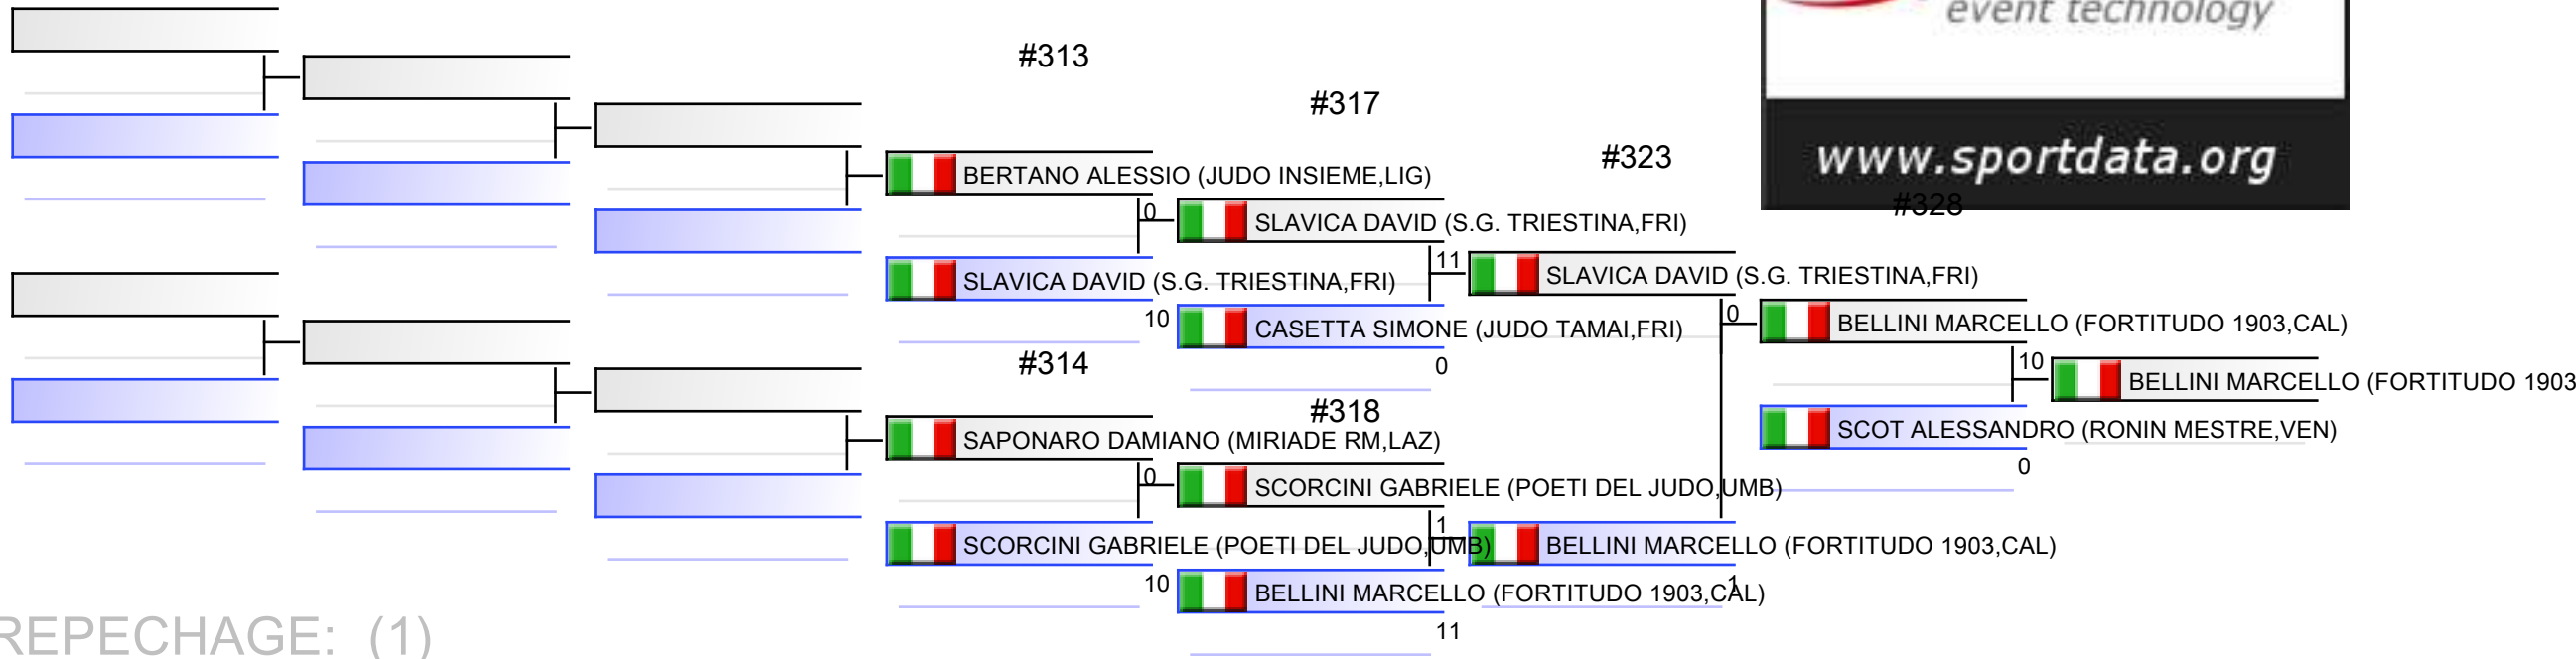 event technology
#313
#317
#323
www.sportdata.org
#328
BERTANO ALESSIO (JUDO INSIEME,LIG)
0
SLAVICA DAVID (S.G. TRIESTINA,FRI)
11
SLAVICA DAVID (S.G. TRIESTINA,FRI)
SLAVICA DAVID (S.G. TRIESTINA,FRI)
10
CASETTA SIMONE (JUDO TAMAI,FRI)
0
0
BELLINI MARCELLO (FORTITUDO 1903,CAL)
10
BELLINI MARCELLO (FORTITUDO 1903
SCOT ALESSANDRO (RONIN MESTRE,VEN)
0
#314
#318
SAPONARO DAMIANO (MIRIADE RM,LAZ)
0
SCORCINI GABRIELE (POETI DEL JUDO,UMB)
1
SCORCINI GABRIELE (POETI DEL JUDO,UMB)
BELLINI MARCELLO (FORTITUDO 1903,CAL)
1
10
BELLINI MARCELLO (FORTITUDO 1903,CAL)
11
REPECHAGE: (1)